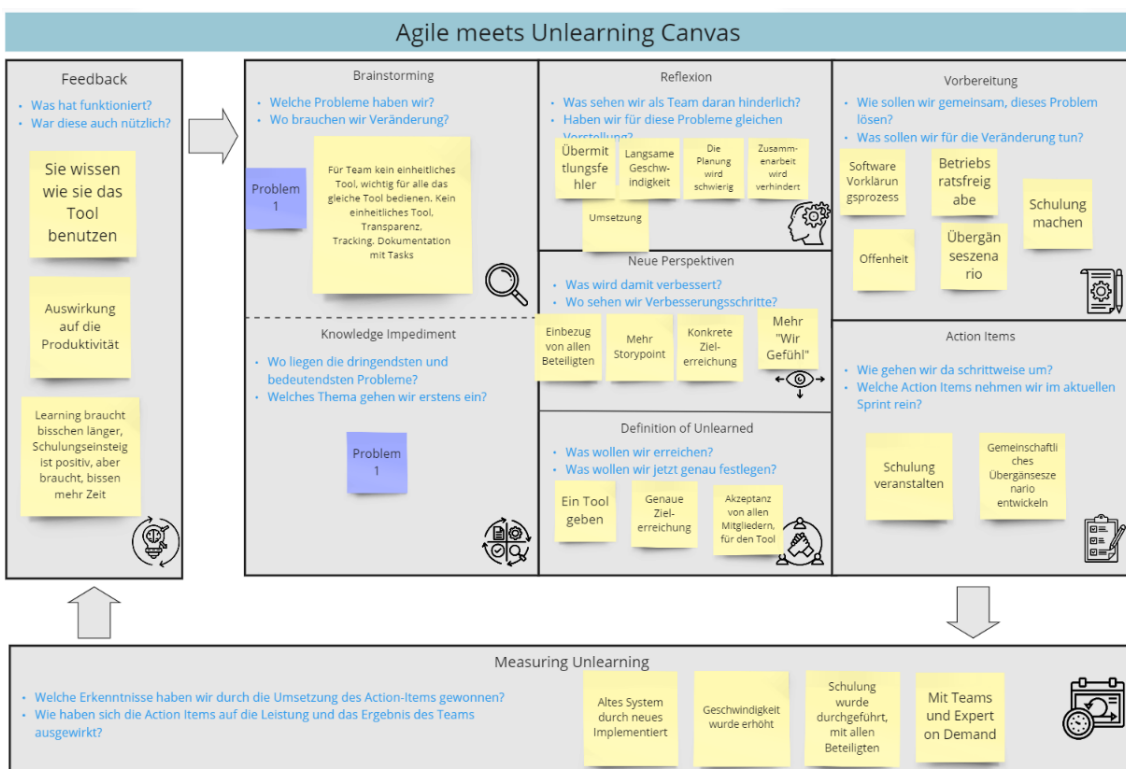 Agile meets Unlearning Canvas
Feedback
• Was hat funktioniert?
• War diese auch nützlich?
Sie wissen
wie sie das
Tool
benutzen
Auswirkung
auf die
Produktivität
Learning braucht
bisschen länger,
Schulungseinsteig
ist positiv, aber
braucht, bissen
mehr Zeit
Brainstorming
• Welche Probleme haben wir?
• Wo brauchen wir Veränderung?
Problem
1
Für Team kein einheitliches
Tool, wichtig für alle das
gleiche Tool bedienen. Kein
einheitliches Tool,
Transparenz,
Tracking. Dokumentation
mit Tasks
Knowledge Impediment
• Wo liegen die dringendsten und
bedeutendsten Probleme?
• Welches Thema gehen wir erstens ein?
Problem
1
Reflexion
• Was sehen wir als Team daran hinderlich?
• Haben wir für diese Probleme gleichen
Vorstellung?
Übermit
tlungsfe
hler
Langsame
Geschw-
indigkeit
Die
Planung
wird
schwierig
Zusamm-
enarbeit
wird
verhindert
Umsetzung
Neue Perspektiven
• Was wird damit verbessert?
• Wo sehen wir Verbesserungsschritte?
Einbezug
von allen
Beteiligten
Mehr
Storypoint
Konkrete
Ziel-
erreichung
Mehr
"Wir
Gefühl"
Definition of Unlearned
• Was wollen wir erreichen?
• Was wollen wir jetzt genau festlegen?
Ein Tool
geben
Genaue
Ziel-
erreichung
Akzeptanz
von allen
Mitgliedern,
für den Tool
Vorbereitung
• Wie sollen wir gemeinsam, dieses Problem
lösen?
• Was sollen wir für die Veränderung tun?
Software
Vorklärun
gsprozess
Betriebs
ratsfreig
abe
Schulung
machen
Offenheit
Übergän
seszena
rio
Action Items
• Wie gehen wir da schrittweise um?
• Welche Action Items nehmen wir im aktuellen
Sprint rein?
Schulung
veranstalten
Gemeinschaftli
ches
Übergänsesze
nario
entwickeln
Measuring Unlearning
• Welche Erkenntnisse haben wir durch die Umsetzung des Action-Items gewonnen?
• Wie haben sich die Action Items auf die Leistung und das Ergebnis des Teams
ausgewirkt?
Altes System
durch neues
Implementiert
Geschwindigkeit
wurde erhöht
Schulung
wurde
durchgeführt,
mit allen
Beteiligten
Mit Teams
und Expert
on Demand